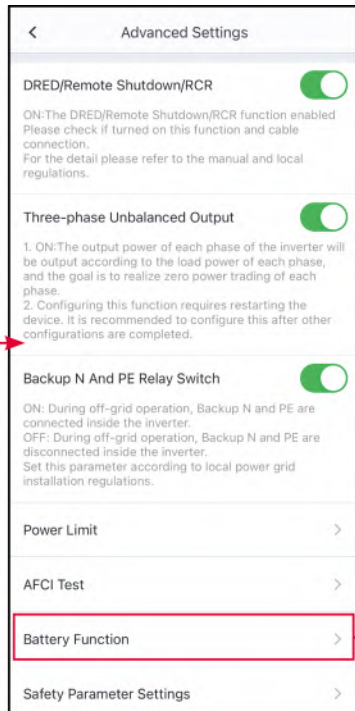 Advanced Settings
DRED/Remote Shutdown/RCR
ON:The DRED/Remote Shutdown/RCR function enabled
Please check if turned on this function and cable
connection.
For the detail please refer to the manual and local
regulations.
Three-phase Unbalanced Output
1. ON:The output power of each phase of the inverter will
be output according to the load power of each phase,
and the goal is to realize zero power trading of each
phase.
2. Configuring this function requires restarting the
device. It is recommended to configure this after other
configurations are completed.
Backup N And PE Relay Switch
ON: During off-grid operation, Backup N and PE are
connected inside the inverter.
OFF: During off-grid operation, Backup N and PE are
disconnected inside the inverter.
Set this parameter according to local power grid
installation regulations.
Power Limit
AFCI Test
Battery Function
Safety Parameter Settings